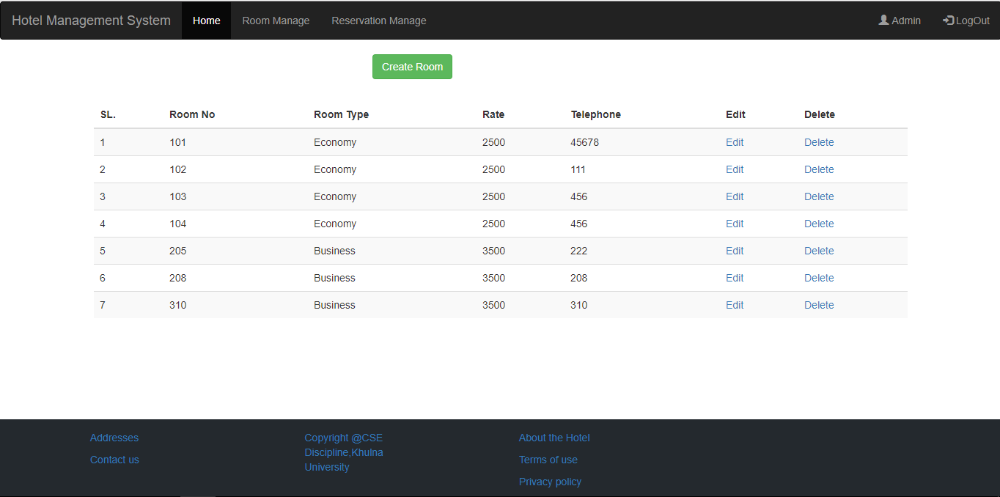 Hotel Management System Home Room Manage Reservation Manage Admin LogOut
Create Room
SL. Room No Room Type Rate Telephone Edit Delete
1 101 Economy 2500 45678 Edit Delete
2 102 Economy 2500 111 Edit Delete
3 103 Economy 2500 456 Edit Delete
4 104 Economy 2500 456 Edit Delete
5 205 Business 3500 222 Edit Delete
6 208 Business 3500 208 Edit Delete
7 310 Business 3500 310 Edit Delete
Addresses
Contact us
Copyright @CSE
Discipline,Khulna
University
About the Hotel
Terms of use
Privacy policy